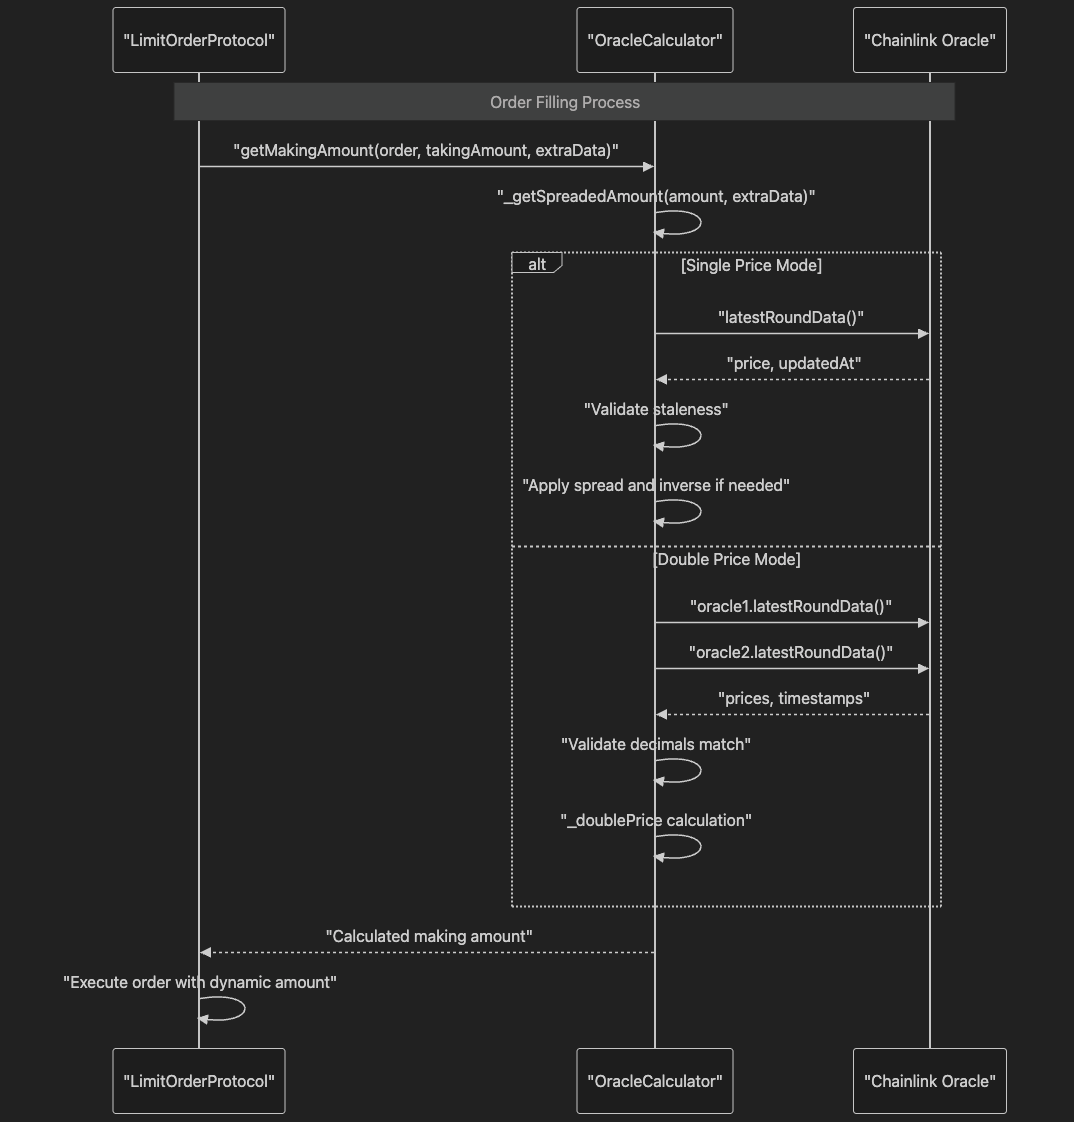 "LimitOrderProtocol"
"OracleCalculator"
"Chainlink Oracle"
Order Filling Process
"getMakingAmount(order, takingAmount, extraData)"
"_getSpreadedAmount(amount, extraData)"
alt
[Single Price Mode]
"latestRoundData()"
"price, updatedAt"
"Validate staleness"
"Apply spread and inverse if needed"
[Double Price Mode]
"oracle1.latestRoundData()"
"oracle2.latestRoundData()"
"prices, timestamps"
"Validate decimals match"
"_doublePrice calculation"
"Calculated making amount"
"Execute order with dynamic amount"
"LimitOrderProtocol"
"OracleCalculator"
"Chainlink Oracle"